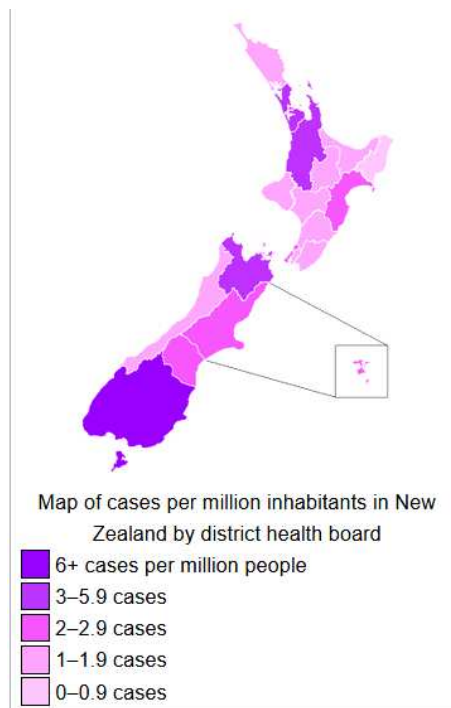 Map of cases per million inhabitants in New
Zealand by district health board
6+ cases per million people
3–5.9 cases
2–2.9 cases
1–1.9 cases
0–0.9 cases